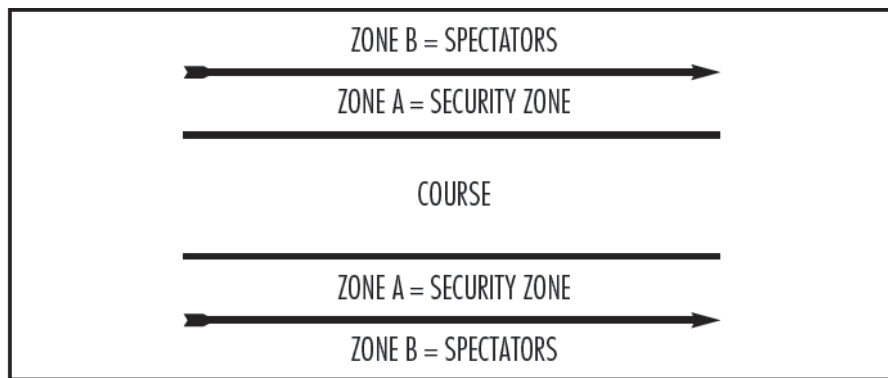 ZONE B = SPECTATORS
ZONE A = SECURITY ZONE
COURSE
ZONE A = SECURITY ZONE
ZONE B = SPECTATORS